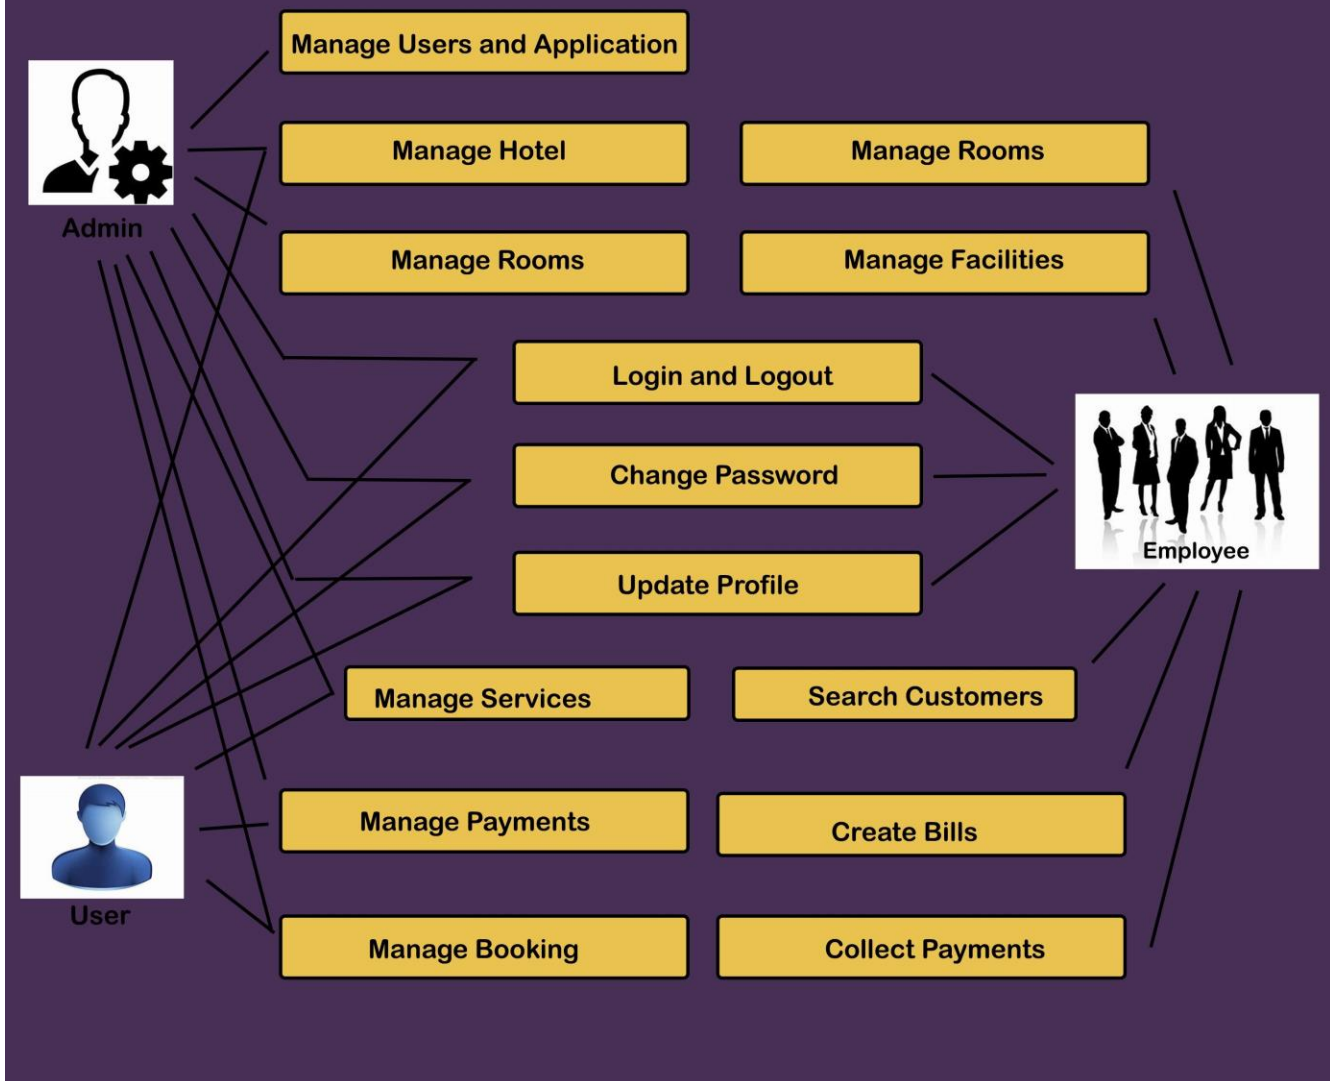 Manage Users and Application
Admin
Manage Hotel
Manage Rooms
Manage Rooms
Manage Facilities
Login and Logout
Change Password
Employee
Update Profile
Manage Services
Search Customers
Manage Payments
Create Bills
User
Manage Booking
Collect Payments